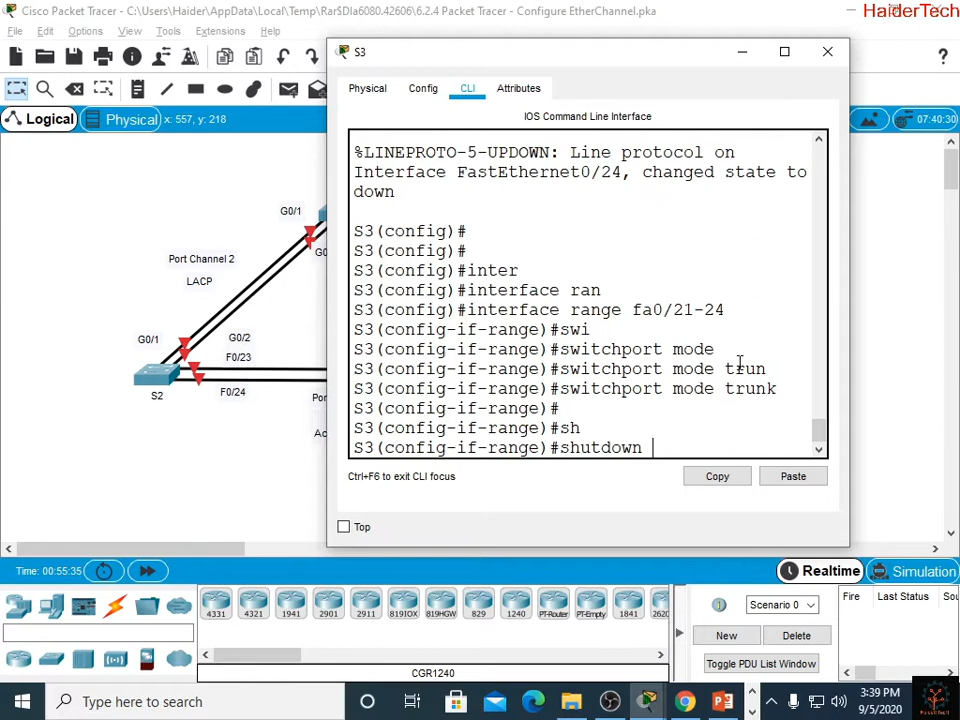 Cisco Packet Tracer - C:\Users\Haider\AppData\Local\Temp\Rar$DIa6080.42606\6.2.4 Packet Tracer - Configure EtherChannel.pka
HaiderTech
File Edit Options View Tools Extensions Help
S3
Physical Config CLI Attributes
Logical Physical x: 557, y: 218
07:40:30
IOS Command Line Interface
%LINEPROTO-5-UPDOWN: Line protocol on
Interface FastEthernet0/24, changed state to
down
S3(config)#
S3(config)#
S3(config)#inter
S3(config)#interface ran
S3(config)#interface range fa0/21-24
S3(config-if-range)#swi
S3(config-if-range)#switchport mode
S3(config-if-range)#switchport mode trun
S3(config-if-range)#switchport mode trunk
S3(config-if-range)#
S3(config-if-range)#sh
S3(config-if-range)#shutdown
G0/1
Port Channel 2
LACP
G0/1
G0/2
F0/23
F0/24
S2
Ctrl+F6 to exit CLI focus
Copy Paste
Top
Time: 00:55:35
Realtime Simulation
4331 4321 1941 2901 2911 819IOX 819HGW 829 1240 PT-Router PT-Empty 1841
CGR1240
Scenario 0
New Delete
Toggle PDU List Window
Fire Last Status
Type here to search
3:39 PM
9/5/2020